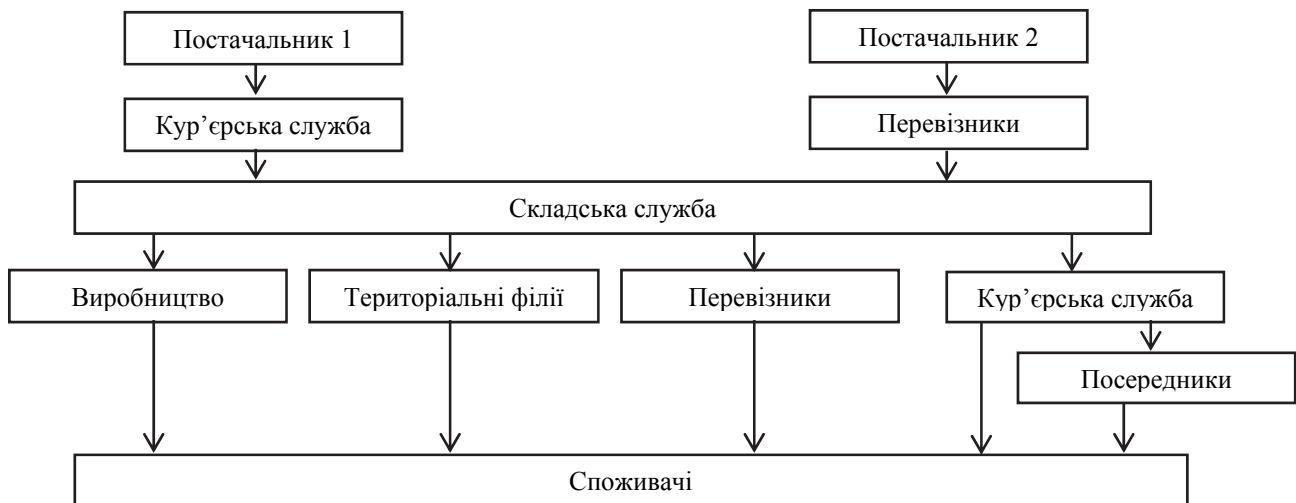 Постачальник 1
Постачальник 2
Кур’єрська служба
Перевізники
Складська служба
Виробництво
Територіальні філії
Перевізники
Кур’єрська служба
Посередники
Споживачі